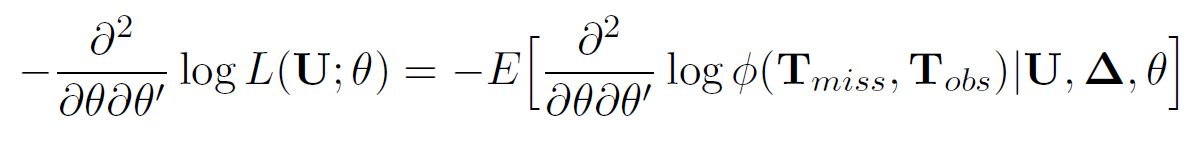 $$-\frac{\partial^2}{\partial\theta\partial\theta'} \log L(\mathbf{U};\theta) = -E\Big[\frac{\partial^2}{\partial\theta\partial\theta'} \log \phi(\mathbf{T}_{miss}, \mathbf{T}_{obs})|\mathbf{U}, \mathbf{\Delta}, \theta\Big]$$